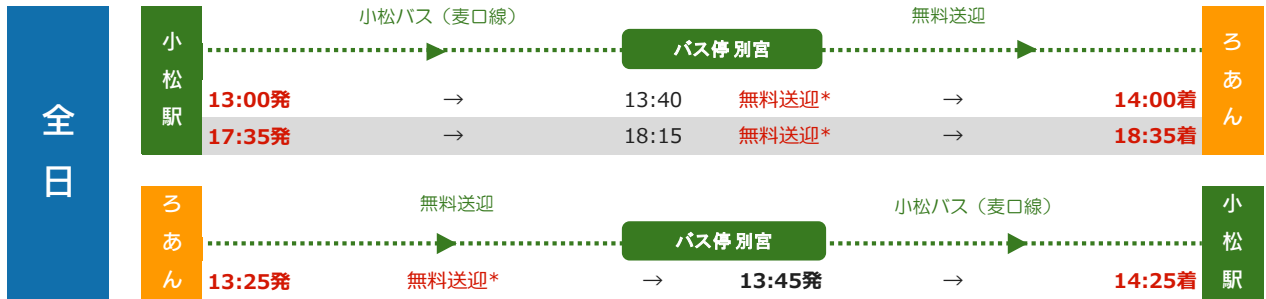 全日
小松駅
小松バス（麦口線）
バス停 別宮
無料送迎
ろあん
13:00発 → 13:40 無料送迎* → 14:00着
17:35発 → 18:15 無料送迎* → 18:35着
ろあん
無料送迎
バス停 別宮
小松バス（麦口線）
小松駅
13:25発 無料送迎* → 13:45発 → 14:25着